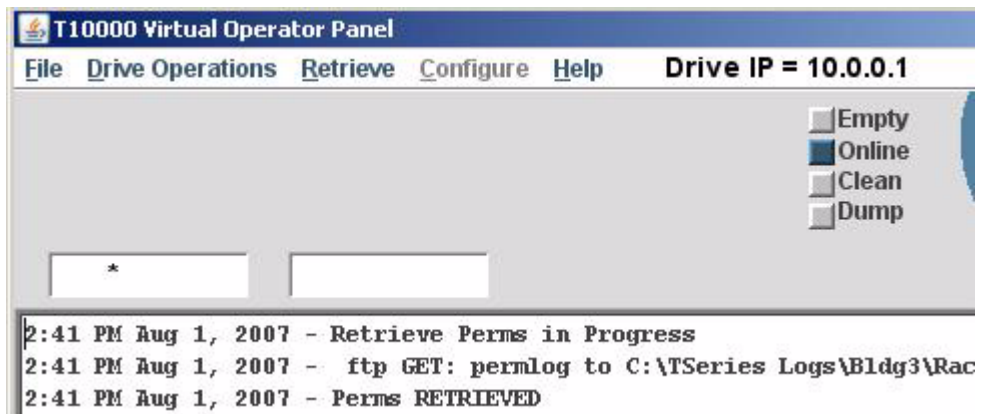 T10000 Virtual Operator Panel
File Drive Operations Retrieve Configure Help Drive IP = 10.0.0.1
Empty
Online
Clean
Dump
*
2:41 PM Aug 1, 2007 - Retrieve Perms in Progress
2:41 PM Aug 1, 2007 - ftp GET: permlog to C:\TSeries Logs\Bldg3\Rac
2:41 PM Aug 1, 2007 - Perms RETRIEVED